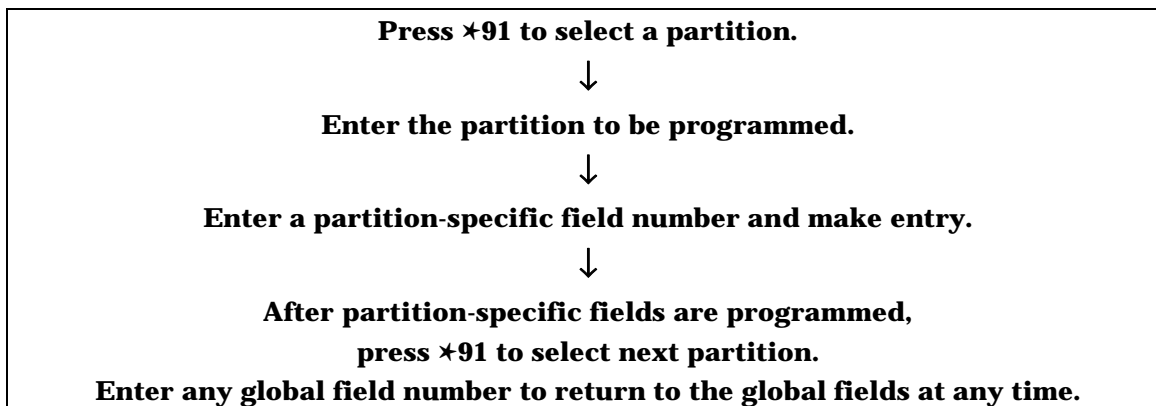 Press ✶91 to select a partition.
↓
Enter the partition to be programmed.
↓
Enter a partition-specific field number and make entry.
↓
After partition-specific fields are programmed,
press ✶91 to select next partition.
Enter any global field number to return to the global fields at any time.